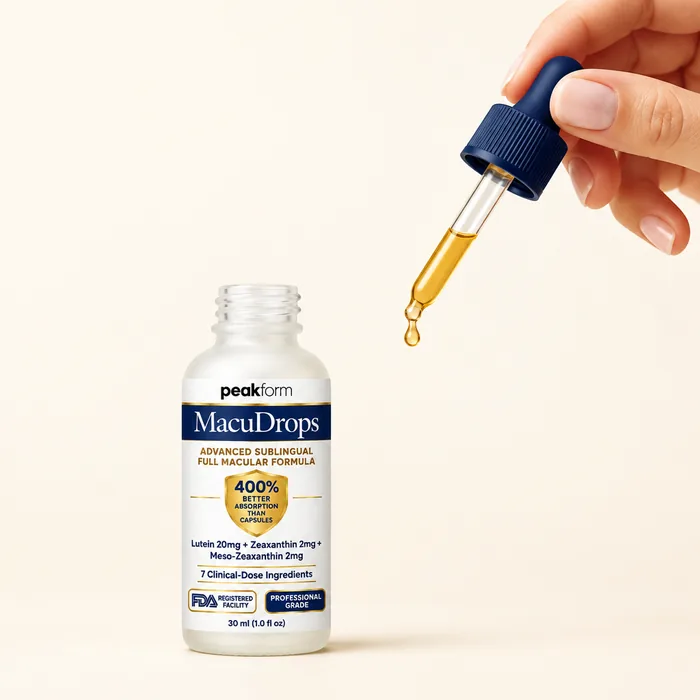 peakform
MacuDrops
ADVANCED SUBLINGUAL
FULL MACULAR FORMULA
400%
BETTER
ABSORPTION
THAN
CAPSULES
Lutein 20mg + Zeaxanthin 2mg +
Meso-Zeaxanthin 2mg
7 Clinical-Dose Ingredients
FDA REGISTERED
FACILITY
PROFESSIONAL
GRADE
30 ml (1.0 fl oz)